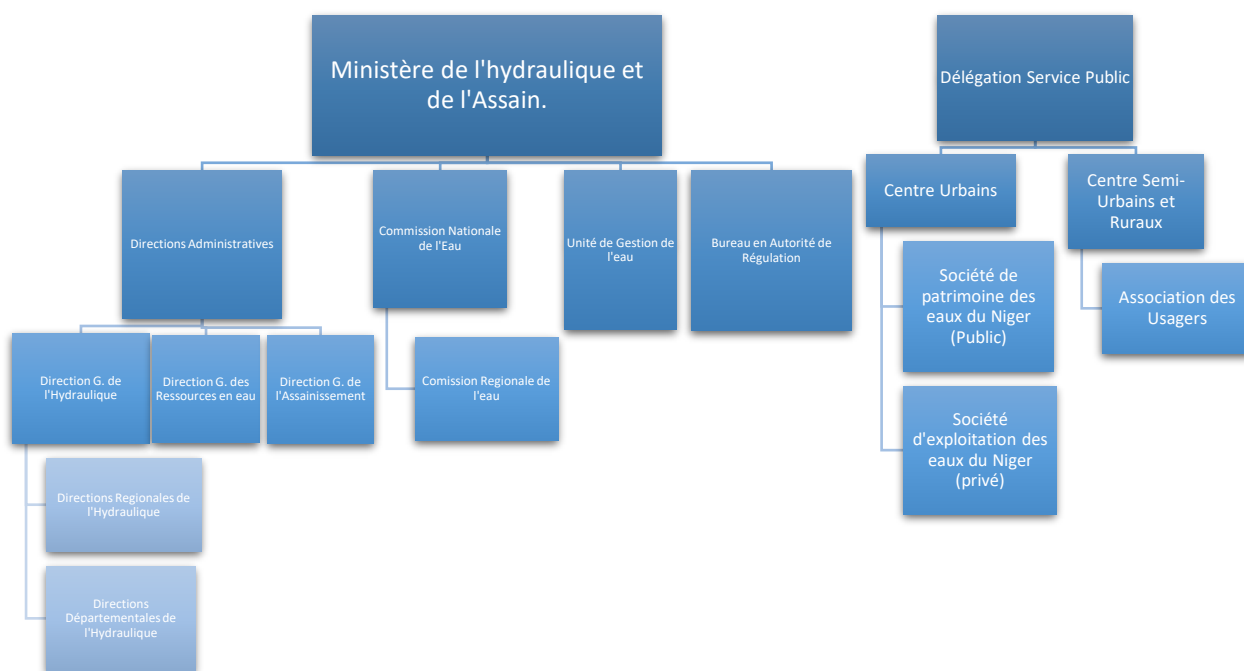 Ministère de l'hydraulique et
de l'Assain.
Délégation Service Public
Directions Administratives
Commission Nationale
de l'Eau
Unité de Gestion de
l'eau
Bureau en Autorité de
Régulation
Centre Urbains
Centre Semi-
Urbains et
Ruraux
Direction G. de
l'Hydraulique
Direction G. des
Ressources en eau
Direction G. de
l'Assainissement
Comission Regionale de
l'eau
Société de
patrimoine des
eaux du Niger
(Public)
Association des
Usagers
Directions Regionales de
l'Hydraulique
Société
d'exploitation des
eaux du Niger
(privé)
Directions
Départementales de
l'Hydraulique